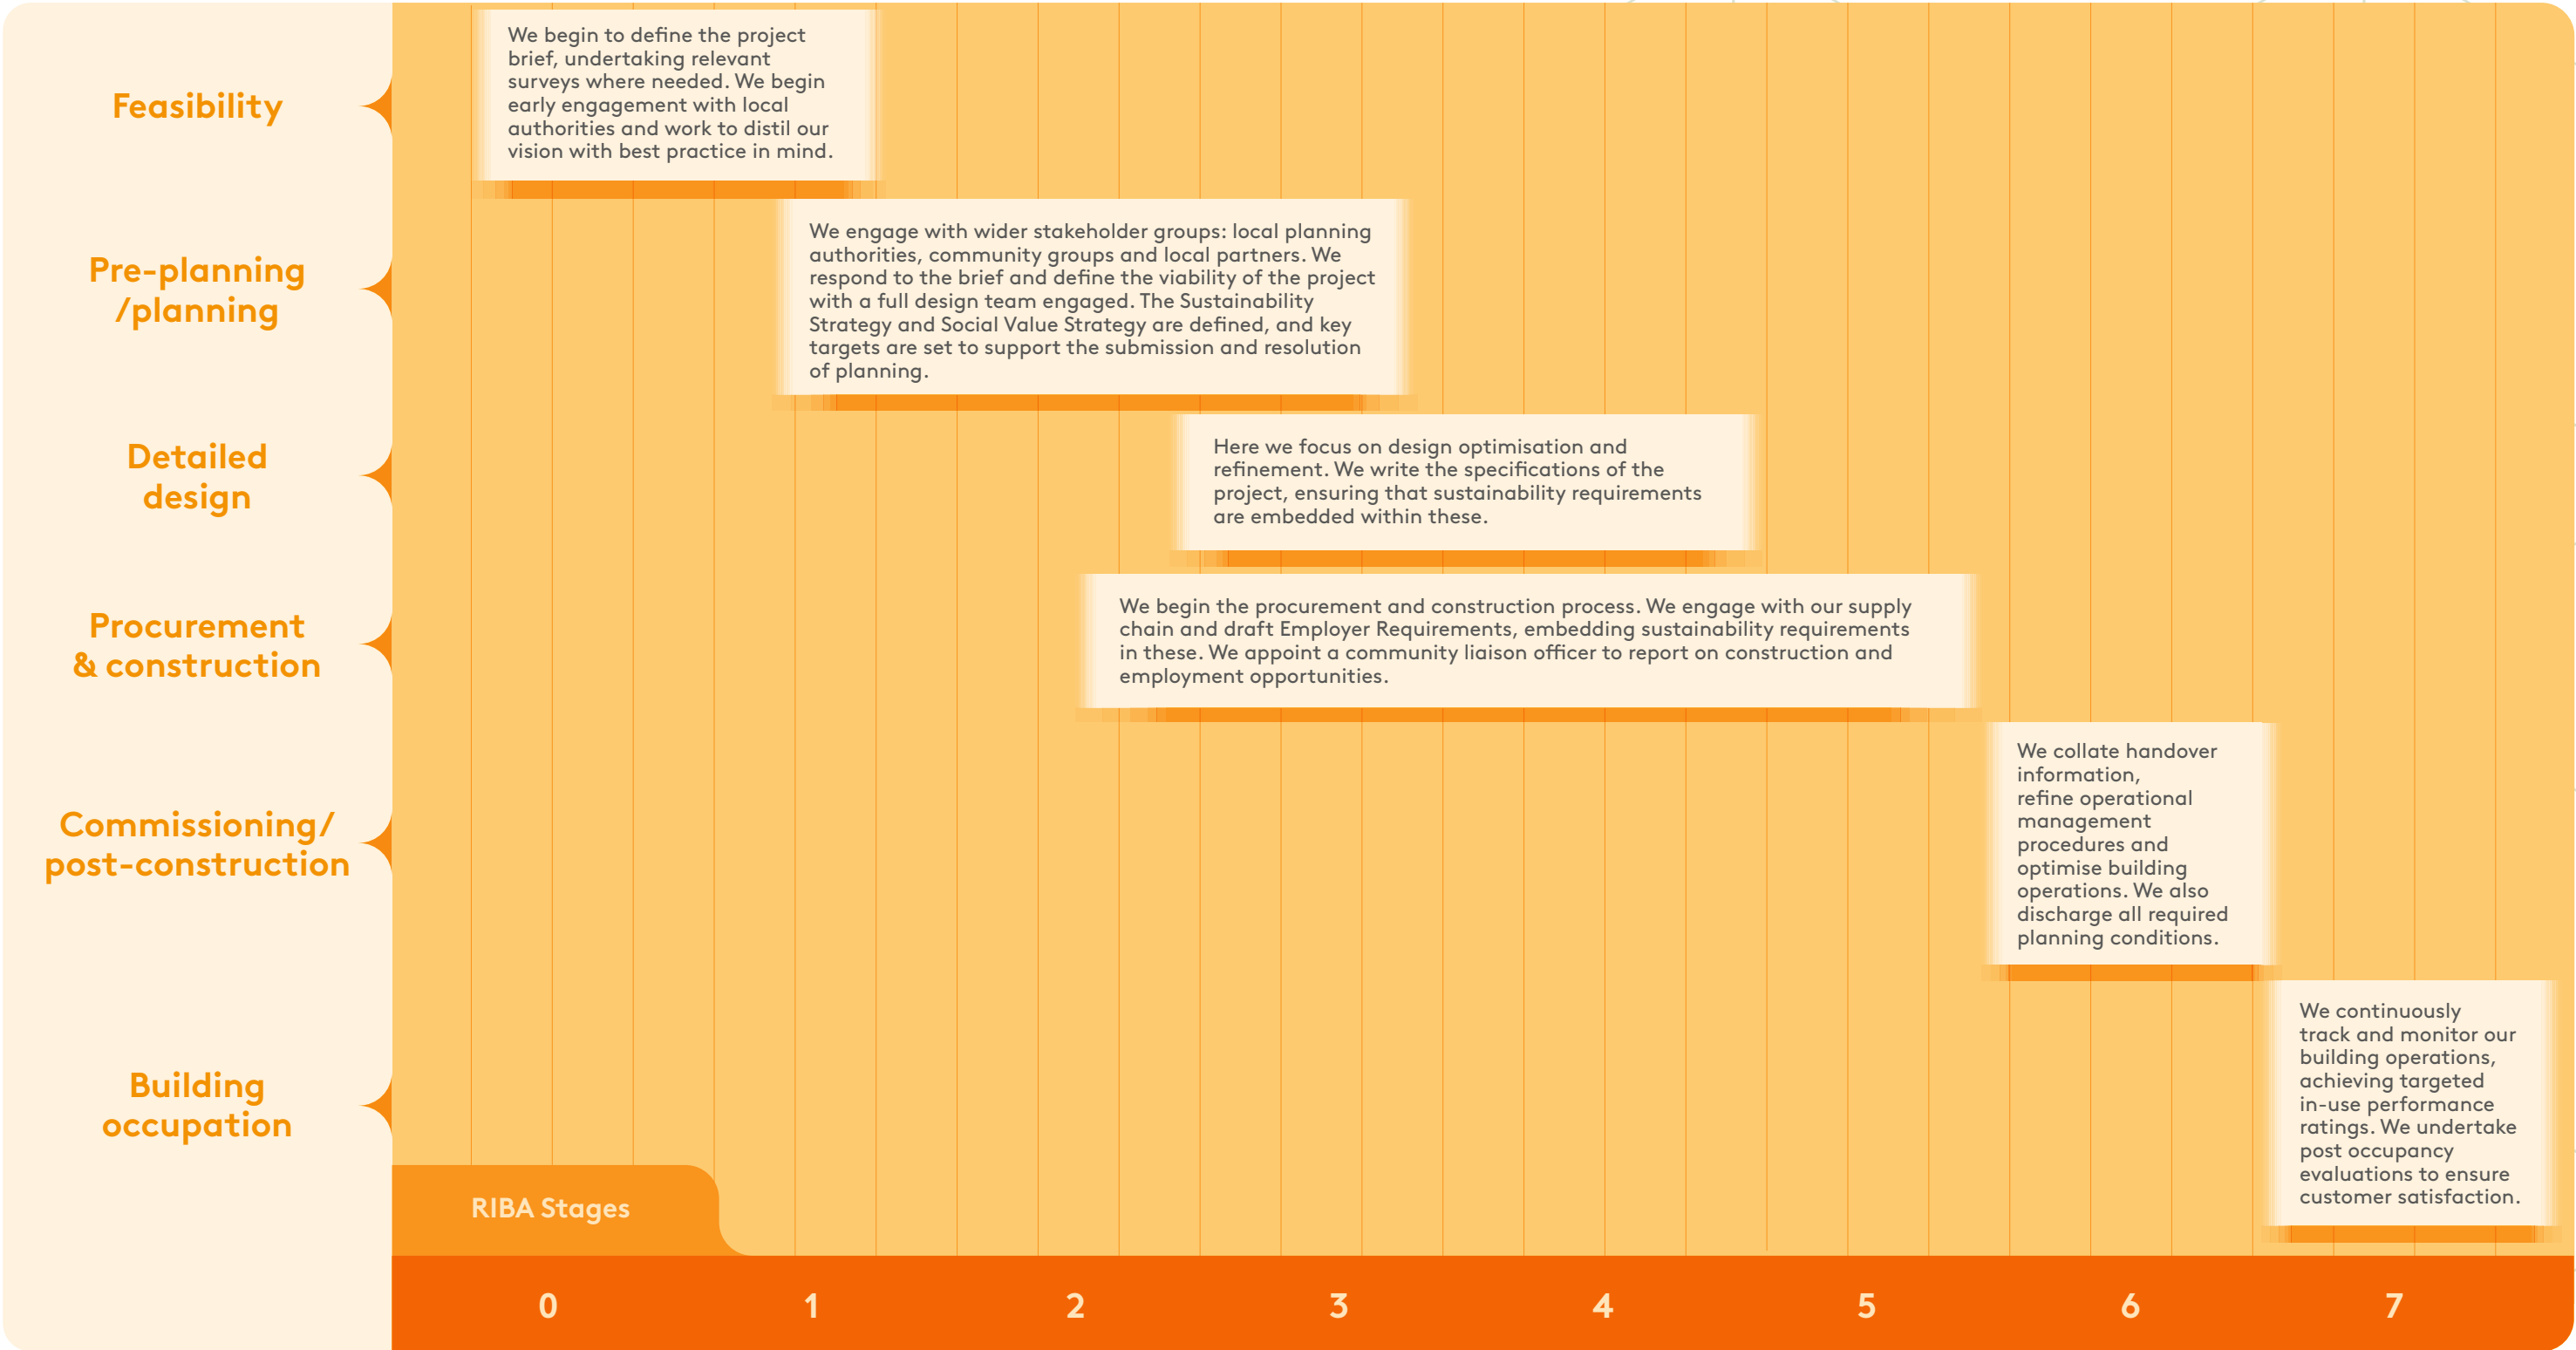 Feasibility
We begin to define the project
brief, undertaking relevant
surveys where needed. We begin
early engagement with local
authorities and work to distil our
vision with best practice in mind.
Pre-planning
/planning
We engage with wider stakeholder groups: local planning
authorities, community groups and local partners. We
respond to the brief and define the viability of the project
with a full design team engaged. The Sustainability
Strategy and Social Value Strategy are defined, and key
targets are set to support the submission and resolution
of planning.
Detailed
design
Here we focus on design optimisation and
refinement. We write the specifications of the
project, ensuring that sustainability requirements
are embedded within these.
Procurement
& construction
We begin the procurement and construction process. We engage with our supply
chain and draft Employer Requirements, embedding sustainability requirements
in these. We appoint a community liaison officer to report on construction and
employment opportunities.
Commissioning/
post-construction
We collate handover
information,
refine operational
management
procedures and
optimise building
operations. We also
discharge all required
planning conditions.
Building
occupation
We continuously
track and monitor our
building operations,
achieving targeted
in-use performance
ratings. We undertake
post occupancy
evaluations to ensure
customer satisfaction.
RIBA Stages
0 1 2 3 4 5 6 7